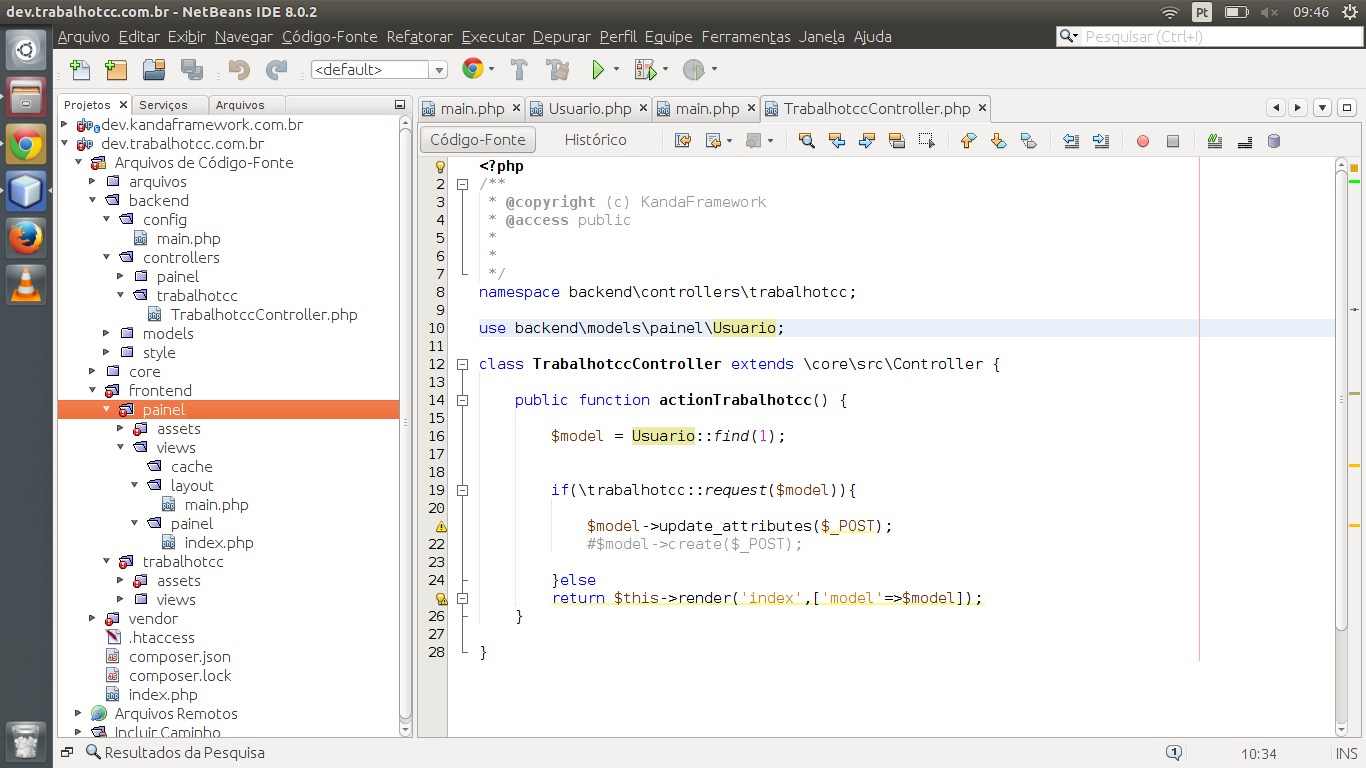 dev.trabalhotcc.com.br - NetBeans IDE 8.0.2
Pt
09:46
Arquivo Editar Exibir Navegar Código-Fonte Refatorar Executar Depurar Perfil Equipe Ferramentas Janela Ajuda
Pesquisar (Ctrl+I)
<default>
Projetos Serviços Arquivos
dev.kandaframework.com.br
dev.trabalhotcc.com.br
Arquivos de Código-Fonte
arquivos
backend
config
main.php
controllers
painel
trabalhotcc
TrabalhotccController.php
models
style
core
frontend
painel
assets
views
cache
layout
main.php
painel
index.php
trabalhotcc
assets
views
vendor
.htaccess
composer.json
composer.lock
index.php
Arquivos Remotos
Incluir Caminho
main.php Usuario.php main.php TrabalhotccController.php
Código-Fonte Histórico
<?php
2 /**
3 * @copyright (c) KandaFramework
4 * @access public
5 *
6 *
7 */
8 namespace backend\controllers\trabalhotcc;
9
10 use backend\models\painel\Usuario;
11
12 class TrabalhotccController extends \core\src\Controller {
13
14 public function actionTrabalhotcc() {
15
16 $model = Usuario::find(1);
17
18
19 if(\trabalhotcc::request($model)){
20
$model->update_attributes($_POST);
22 #$model->create($_POST);
23
24 }else
return $this->render('index',['model'=>$model]);
26 }
27
28 }
Resultados da Pesquisa
1
10:34
INS